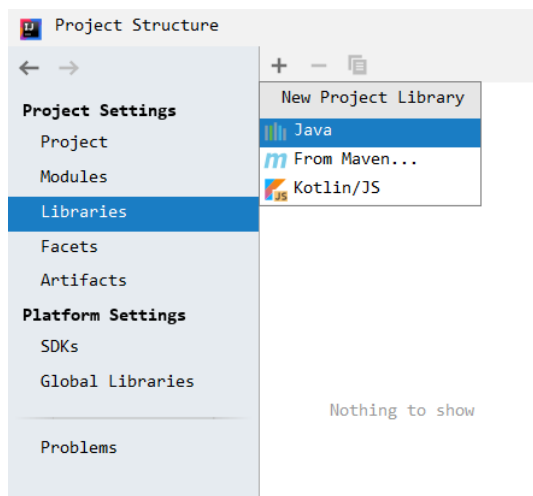 Project Structure
Project Settings
Project
Modules
Libraries
Facets
Artifacts
Platform Settings
SDKs
Global Libraries
Problems
New Project Library
Java
From Maven...
Kotlin/JS
Nothing to show